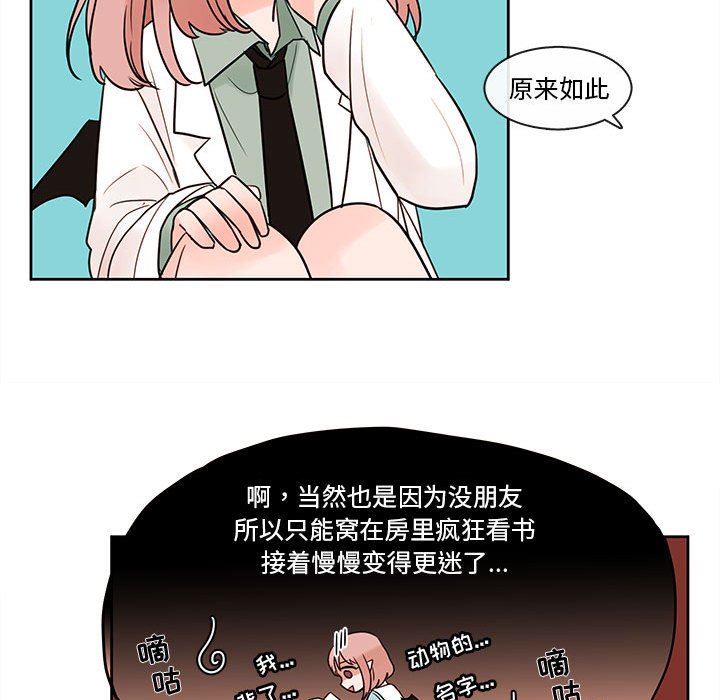 原来如此
啊，当然也是因为没朋友
所以只能窝在房里疯狂看书
接着慢慢变得更迷了...
嘀咕
我...
背了...
动物的...
名字...
嘀咕